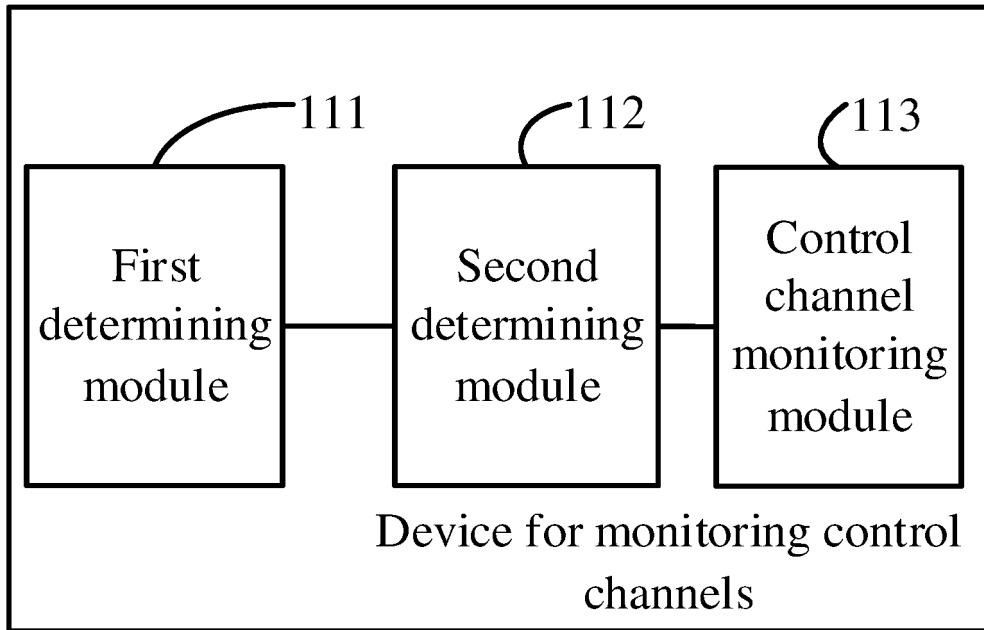 111
112
113
First
determining
module
Second
determining
module
Control
channel
monitoring
module
Device for monitoring control
channels